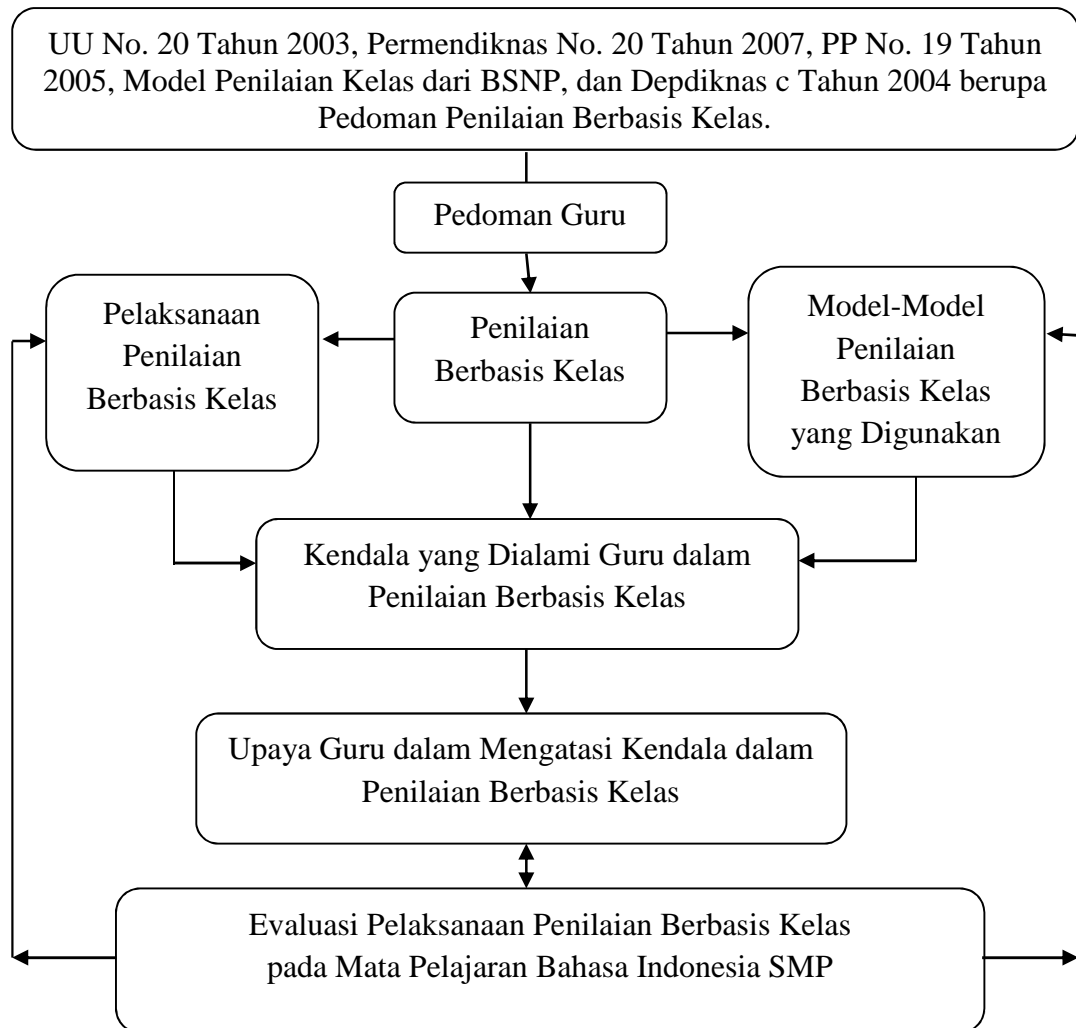 UU No. 20 Tahun 2003, Permendiknas No. 20 Tahun 2007, PP No. 19 Tahun
2005, Model Penilaian Kelas dari BSNP, dan Depdiknas c Tahun 2004 berupa
Pedoman Penilaian Berbasis Kelas.
Pedoman Guru
Pelaksanaan
Penilaian
Berbasis Kelas
Penilaian
Berbasis Kelas
Model-Model
Penilaian
Berbasis Kelas
yang Digunakan
Kendala yang Dialami Guru dalam
Penilaian Berbasis Kelas
Upaya Guru dalam Mengatasi Kendala dalam
Penilaian Berbasis Kelas
Evaluasi Pelaksanaan Penilaian Berbasis Kelas
pada Mata Pelajaran Bahasa Indonesia SMP